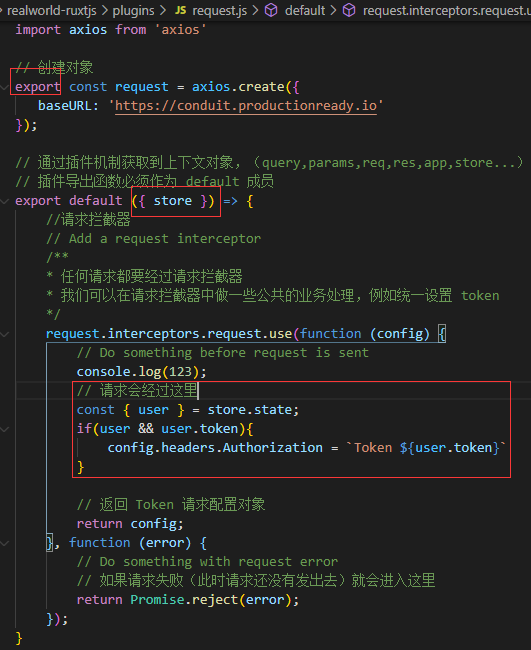 realworld-ruxtjs > plugins > JS request.js > default > request.interceptors.request.u
import axios from 'axios'
// 创建对象
export const request = axios.create({
baseURL: 'https://conduit.productionready.io'
});
// 通过插件机制获取到上下文对象，（query,params,req,res,app,store...）
// 插件导出函数必须作为 default 成员
export default ({ store }) => {
//请求拦截器
// Add a request interceptor
/**
* 任何请求都要经过请求拦截器
* 我们可以在请求拦截器中做一些公共的业务处理，例如统一设置 token
*/
request.interceptors.request.use(function (config) {
// Do something before request is sent
console.log(123);
// 请求会经过这里
const { user } = store.state;
if(user && user.token){
config.headers.Authorization = `Token ${user.token}`
}
// 返回 Token 请求配置对象
return config;
}, function (error) {
// Do something with request error
// 如果请求失败（此时请求还没有发出去）就会进入这里
return Promise.reject(error);
});
}